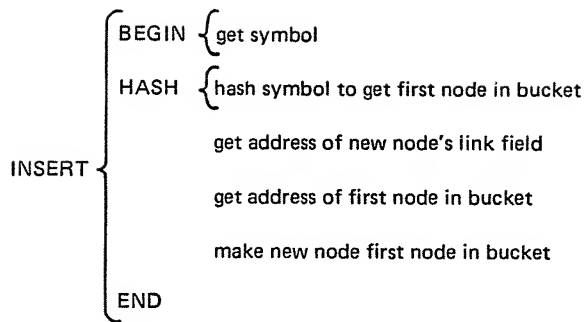 BEGIN { get symbol
HASH { hash symbol to get first node in bucket
get address of new node's link field
INSERT {
get address of first node in bucket
make new node first node in bucket
END